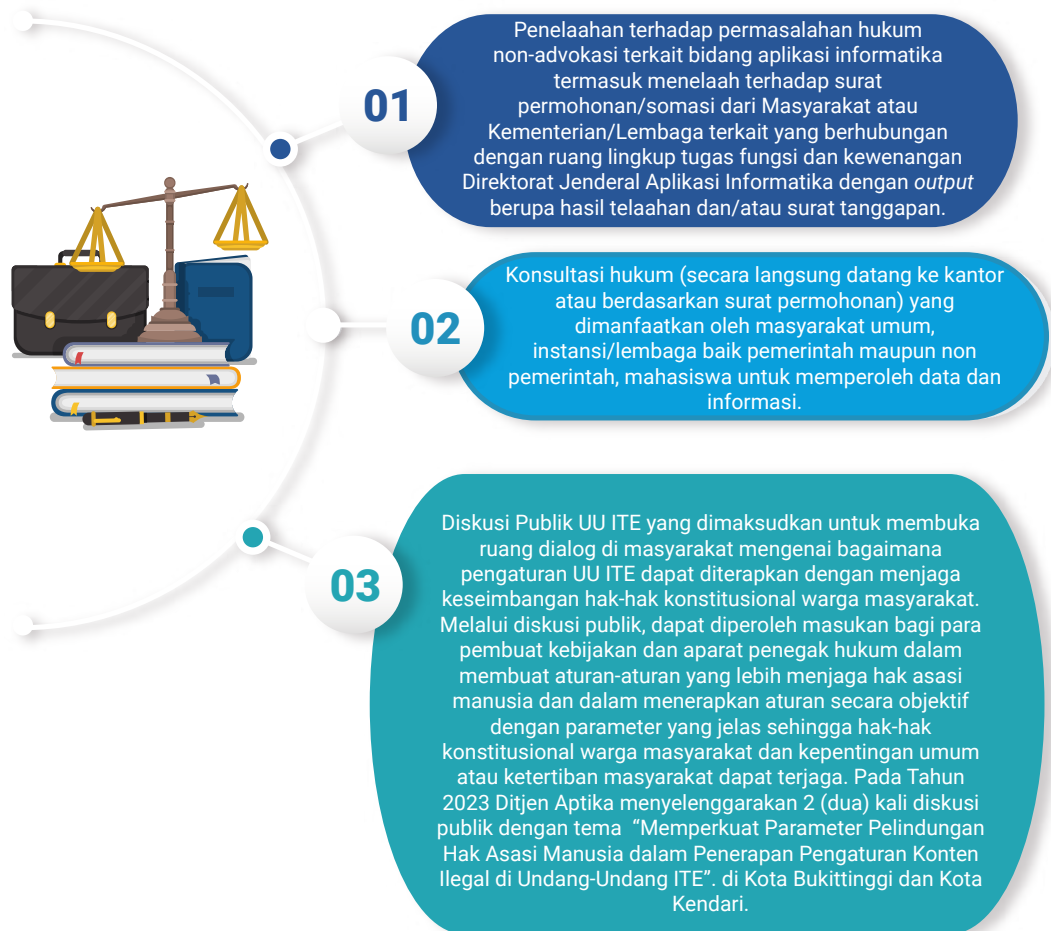 01
Penelaahan terhadap permasalahan hukum
non-advokasi terkait bidang aplikasi informatika
termasuk menelaah terhadap surat
permohonan/somasi dari Masyarakat atau
Kementerian/Lembaga terkait yang berhubungan
dengan ruang lingkup tugas fungsi dan kewenangan
Direktorat Jenderal Aplikasi Informatika dengan output
berupa hasil telaahan dan/atau surat tanggapan.
02
Konsultasi hukum (secara langsung datang ke kantor
atau berdasarkan surat permohonan) yang
dimanfaatkan oleh masyarakat umum,
instansi/lembaga baik pemerintah maupun non
pemerintah, mahasiswa untuk memperoleh data dan
informasi.
03
Diskusi Publik UU ITE yang dimaksudkan untuk membuka
ruang dialog di masyarakat mengenai bagaimana
pengaturan UU ITE dapat diterapkan dengan menjaga
keseimbangan hak-hak konstitusional warga masyarakat.
Melalui diskusi publik, dapat diperoleh masukan bagi para
pembuat kebijakan dan aparat penegak hukum dalam
membuat aturan-aturan yang lebih menjaga hak asasi
manusia dan dalam menerapkan aturan secara objektif
dengan parameter yang jelas sehingga hak-hak
konstitusional warga masyarakat dan kepentingan umum
atau ketertiban masyarakat dapat terjaga. Pada Tahun
2023 Ditjen Aptika menyelenggarakan 2 (dua) kali diskusi
publik dengan tema “Memperkuat Parameter Pelindungan
Hak Asasi Manusia dalam Penerapan Pengaturan Konten
Ilegal di Undang-Undang ITE”. di Kota Bukittinggi dan Kota
Kendari.